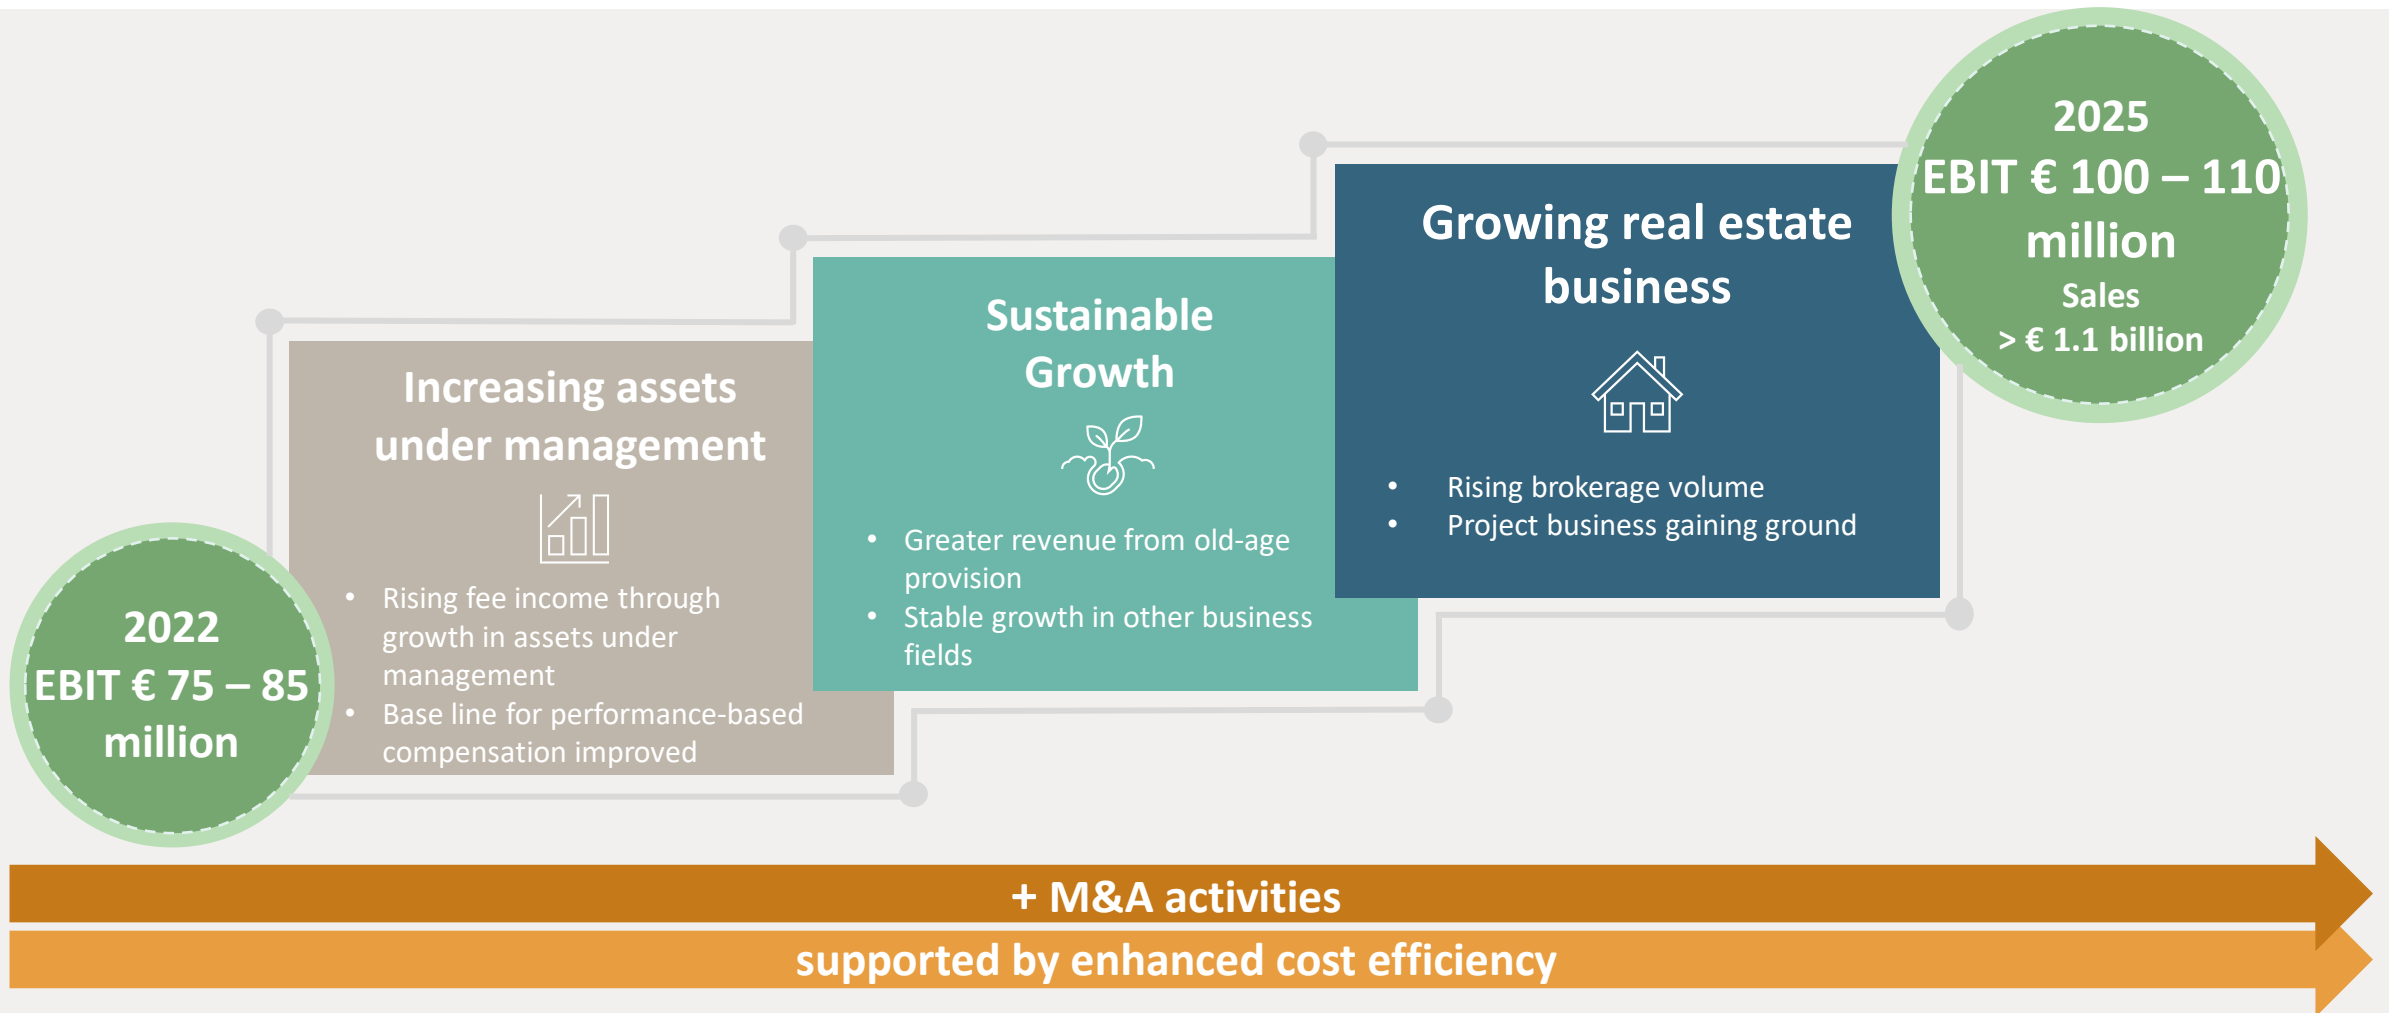 2022
EBIT € 75 – 85
million
Increasing assets
under management
• Rising fee income through
growth in assets under
management
• Base line for performance-based
compensation improved
Sustainable
Growth
• Greater revenue from old-age
provision
• Stable growth in other business
fields
Growing real estate
business
• Rising brokerage volume
• Project business gaining ground
2025
EBIT € 100 – 110
million
Sales
> € 1.1 billion
+ M&A activities
supported by enhanced cost efficiency